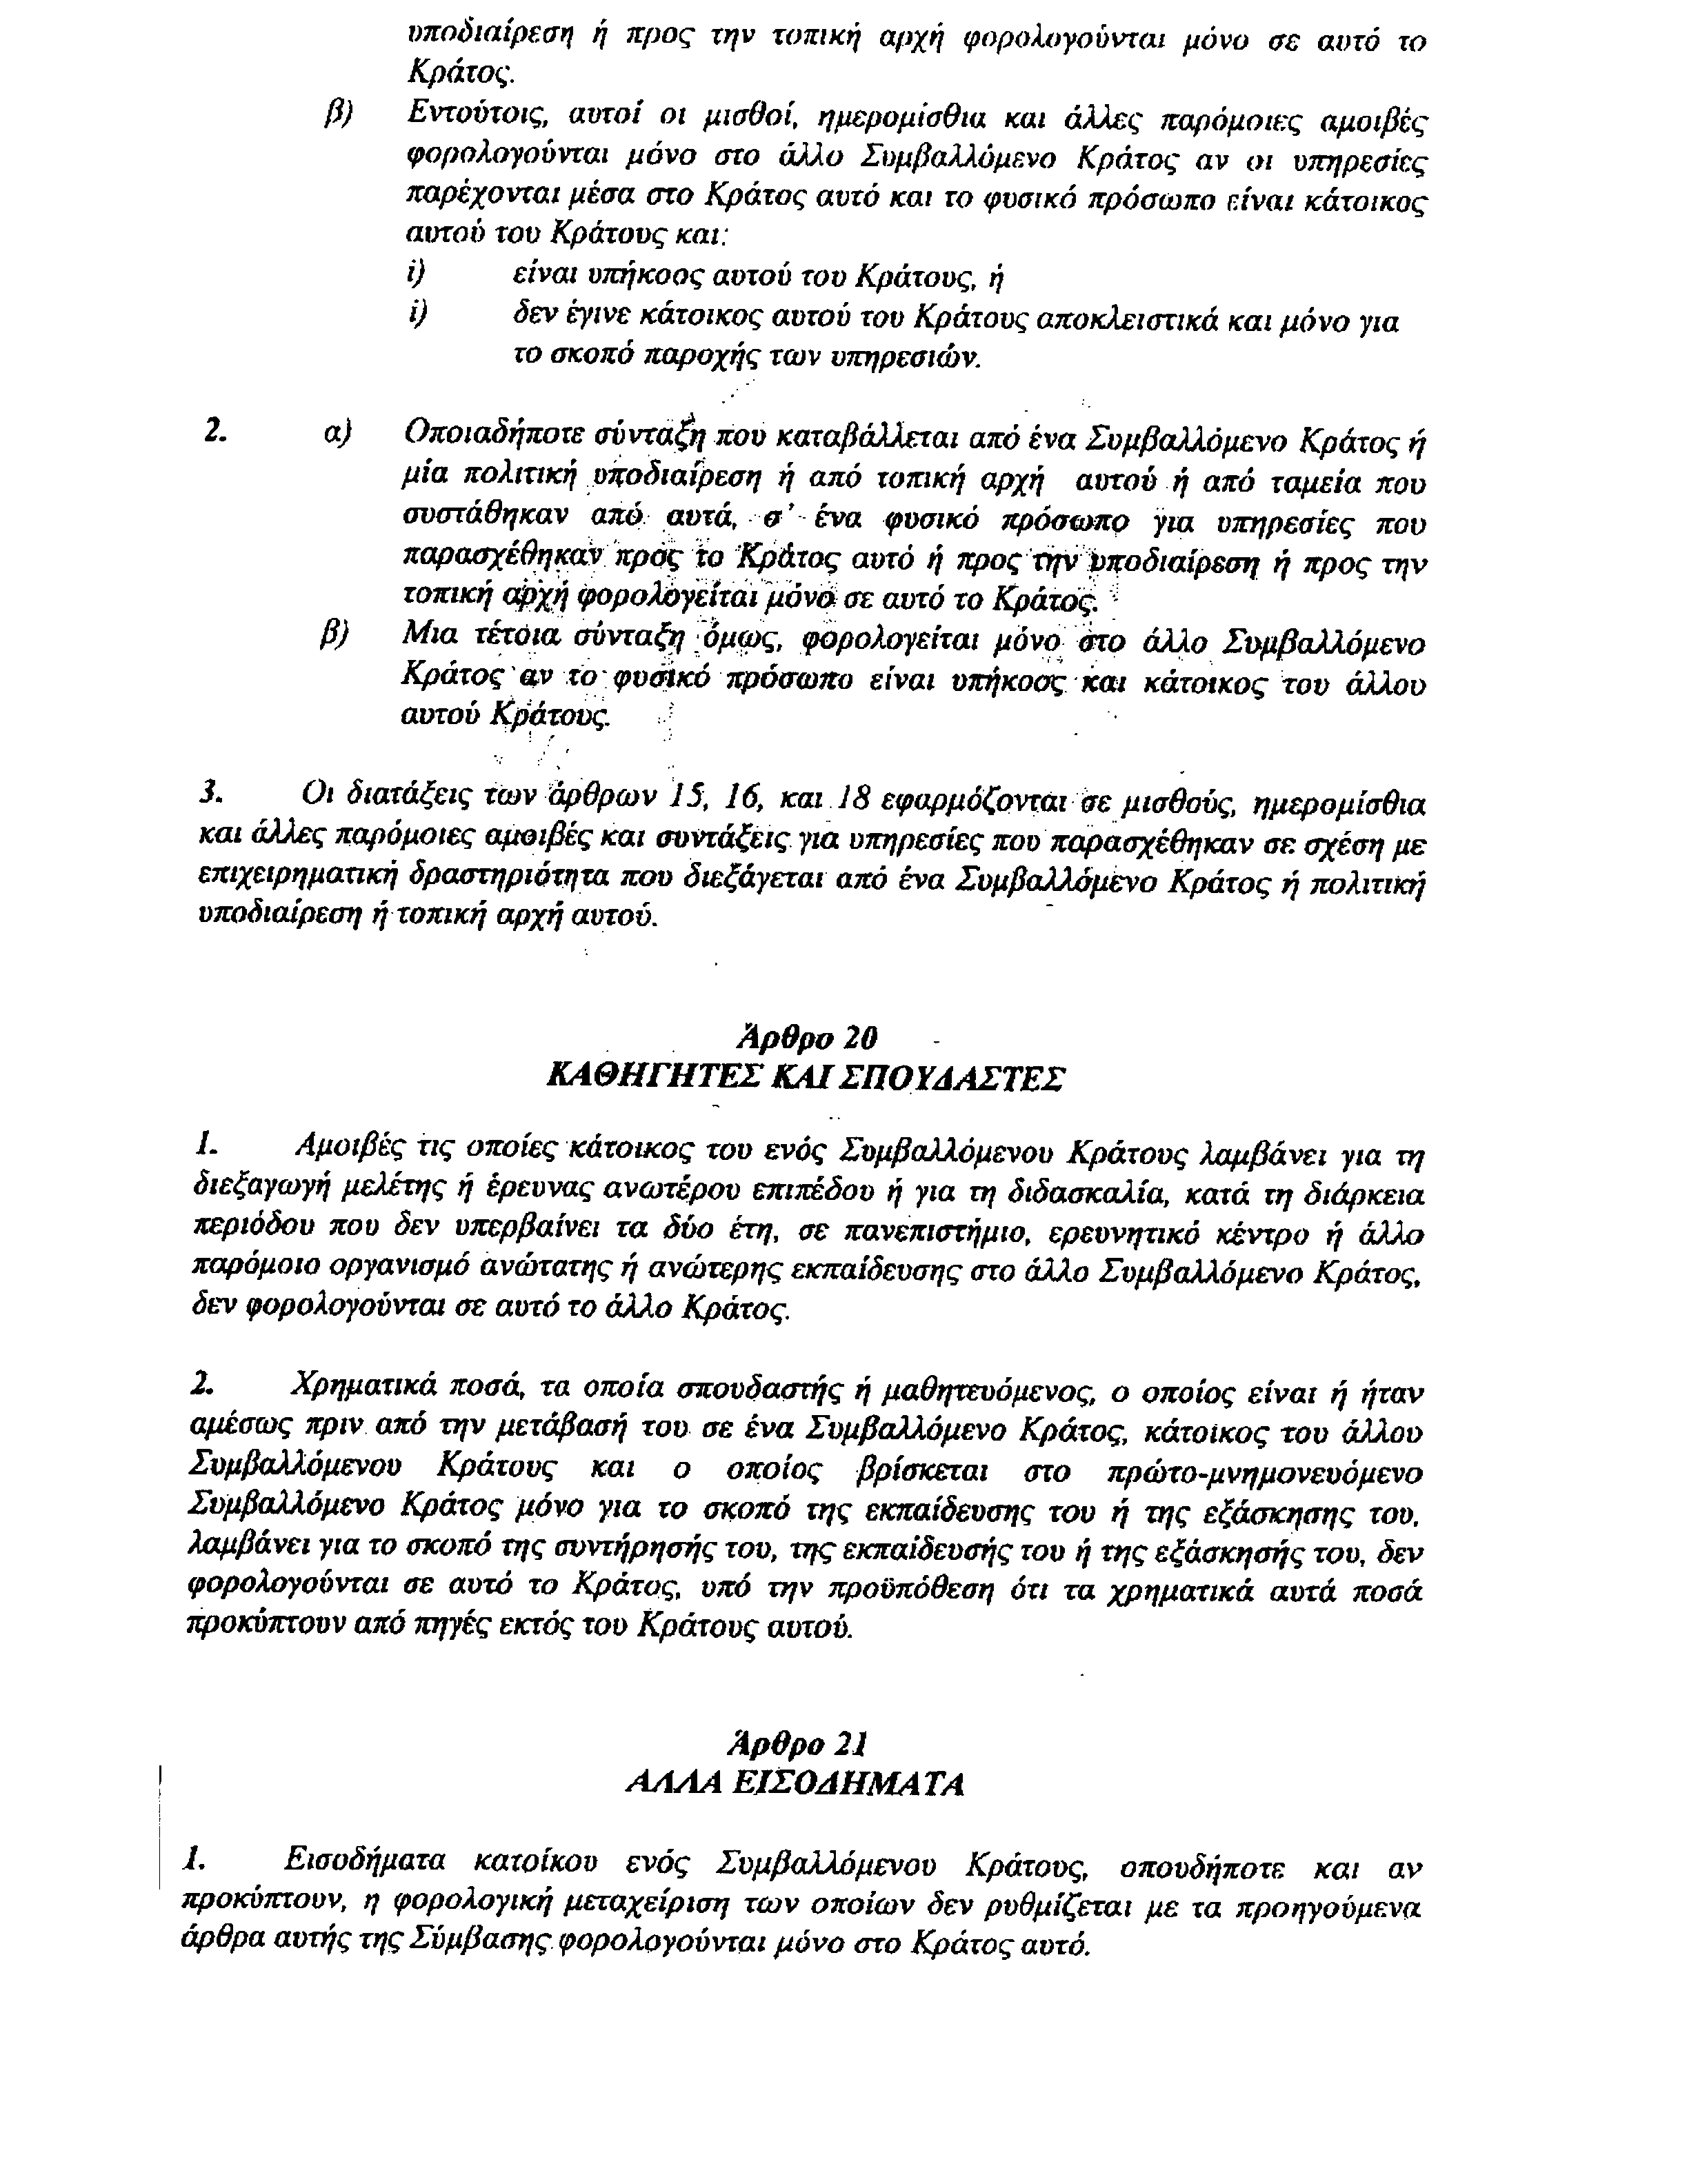 υποδιαίρεση ή προς την τοπική αρχή φορολογούνται μόνο σε αυτό το
Κράτος.
β) Εντούτοις, αυτοί οι μισθοί, ημερομίσθια και άλλες παρόμοιες αμοιβές
φορολογούνται μόνο στο άλλο Συμβαλλόμενο Κράτος αν οι υπηρεσίες
παρέχονται μέσα στο Κράτος αυτό και το φυσικό πρόσωπο είναι κάτοικος
αυτού του Κράτους και:
i) είναι υπήκοος αυτού του Κράτους, ή
i) δεν έγινε κάτοικος αυτού του Κράτους αποκλειστικά και μόνο για
το σκοπό παροχής των υπηρεσιών.
2. α) Οποιαδήποτε σύνταξη που καταβάλλεται από ένα Συμβαλλόμενο Κράτος ή
μία πολιτική υποδιαίρεση ή από τοπική αρχή αυτού ή από ταμεία που
συστάθηκαν από αυτά, σ' ένα φυσικό πρόσωπο για υπηρεσίες που
παρασχέθηκαν προς το Κράτος αυτό ή προς την υποδιαίρεση ή προς την
τοπική αρχή φορολογείται μόνο σε αυτό το Κράτος.
β) Μια τέτοια σύνταξη όμως, φορολογείται μόνο στο άλλο Συμβαλλόμενο
Κράτος αν το φυσικό πρόσωπο είναι υπήκοος και κάτοικος του άλλου
αυτού Κράτους.
3. Οι διατάξεις των άρθρων 15, 16, και 18 εφαρμόζονται σε μισθούς, ημερομίσθια
και άλλες παρόμοιες αμοιβές και συντάξεις για υπηρεσίες που παρασχέθηκαν σε σχέση με
επιχειρηματική δραστηριότητα που διεξάγεται από ένα Συμβαλλόμενο Κράτος ή πολιτική
υποδιαίρεση ή τοπική αρχή αυτού.
Άρθρο 20
ΚΑΘΗΓΗΤΕΣ ΚΑΙ ΣΠΟΥΔΑΣΤΕΣ
1. Αμοιβές τις οποίες κάτοικος του ενός Συμβαλλόμενου Κράτους λαμβάνει για τη
διεξαγωγή μελέτης ή έρευνας ανωτέρου επιπέδου ή για τη διδασκαλία, κατά τη διάρκεια
περιόδου που δεν υπερβαίνει τα δύο έτη, σε πανεπιστήμιο, ερευνητικό κέντρο ή άλλο
παρόμοιο οργανισμό ανώτατης ή ανώτερης εκπαίδευσης στο άλλο Συμβαλλόμενο Κράτος,
δεν φορολογούνται σε αυτό το άλλο Κράτος.
2. Χρηματικά ποσά, τα οποία σπουδαστής ή μαθητευόμενος, ο οποίος είναι ή ήταν
αμέσως πριν από την μετάβασή του σε ένα Συμβαλλόμενο Κράτος, κάτοικος του άλλου
Συμβαλλόμενου Κράτους και ο οποίος βρίσκεται στο πρώτο-μνημονευόμενο
Συμβαλλόμενο Κράτος μόνο για το σκοπό της εκπαίδευσης του ή της εξάσκησης του,
λαμβάνει για το σκοπό της συντήρησής του, της εκπαίδευσής του ή της εξάσκησής του, δεν
φορολογούνται σε αυτό το Κράτος, υπό την προϋπόθεση ότι τα χρηματικά αυτά ποσά
προκύπτουν από πηγές εκτός του Κράτους αυτού.
Άρθρο 21
ΑΛΛΑ ΕΙΣΟΔΗΜΑΤΑ
1. Εισοδήματα κατοίκου ενός Συμβαλλόμενου Κράτους, οπουδήποτε και αν
προκύπτουν, η φορολογική μεταχείριση των οποίων δεν ρυθμίζεται με τα προηγούμενα
άρθρα αυτής της Σύμβασης φορολογούνται μόνο στο Κράτος αυτό.